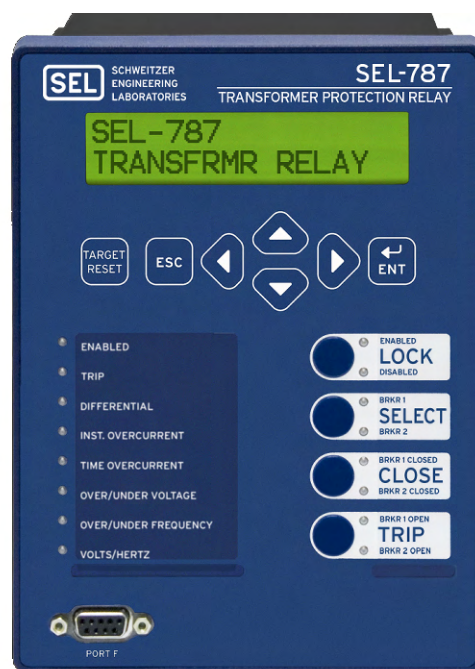 SEL
SCHWEITZER
ENGINEERING
LABORATORIES
SEL-787
TRANSFORMER PROTECTION RELAY
SEL-787
TRANSFRMR RELAY
TARGET
RESET
ESC
ENT
ENABLED
TRIP
DIFFERENTIAL
INST. OVERCURRENT
TIME OVERCURRENT
OVER/UNDER VOLTAGE
OVER/UNDER FREQUENCY
VOLTS/HERTZ
ENABLED
LOCK
DISABLED
BRKR 1
SELECT
BRKR 2
BRKR 1 CLOSED
CLOSE
BRKR 2 CLOSED
BRKR 1 OPEN
TRIP
BRKR 2 OPEN
PORT F